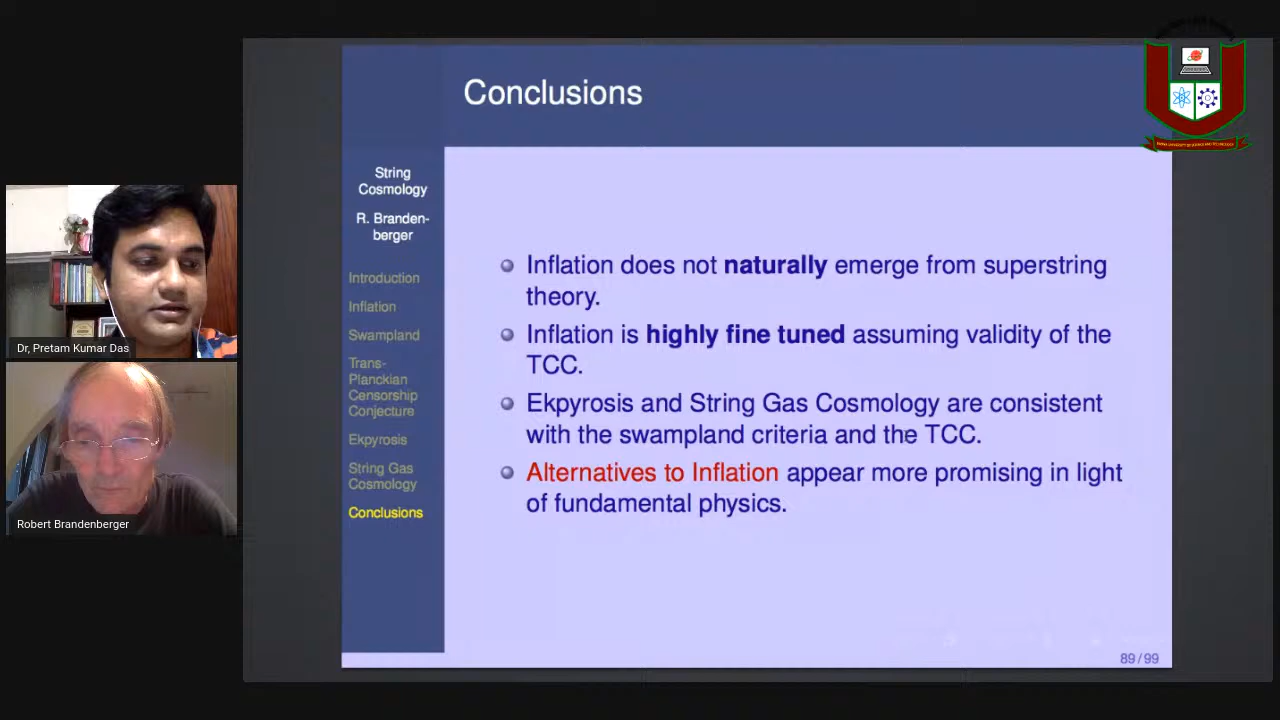 Conclusions
String
Cosmology
R. Branden-
berger
Introduction
Inflation
Swampland
Trans-
Planckian
Censorship
Conjecture
Ekpyrosis
String Gas
Cosmology
Conclusions
Inflation does not naturally emerge from superstring
theory.
Inflation is highly fine tuned assuming validity of the
TCC.
Ekpyrosis and String Gas Cosmology are consistent
with the swampland criteria and the TCC.
Alternatives to Inflation appear more promising in light
of fundamental physics.
89/99
Dr, Pretam Kumar Das
Robert Brandenberger